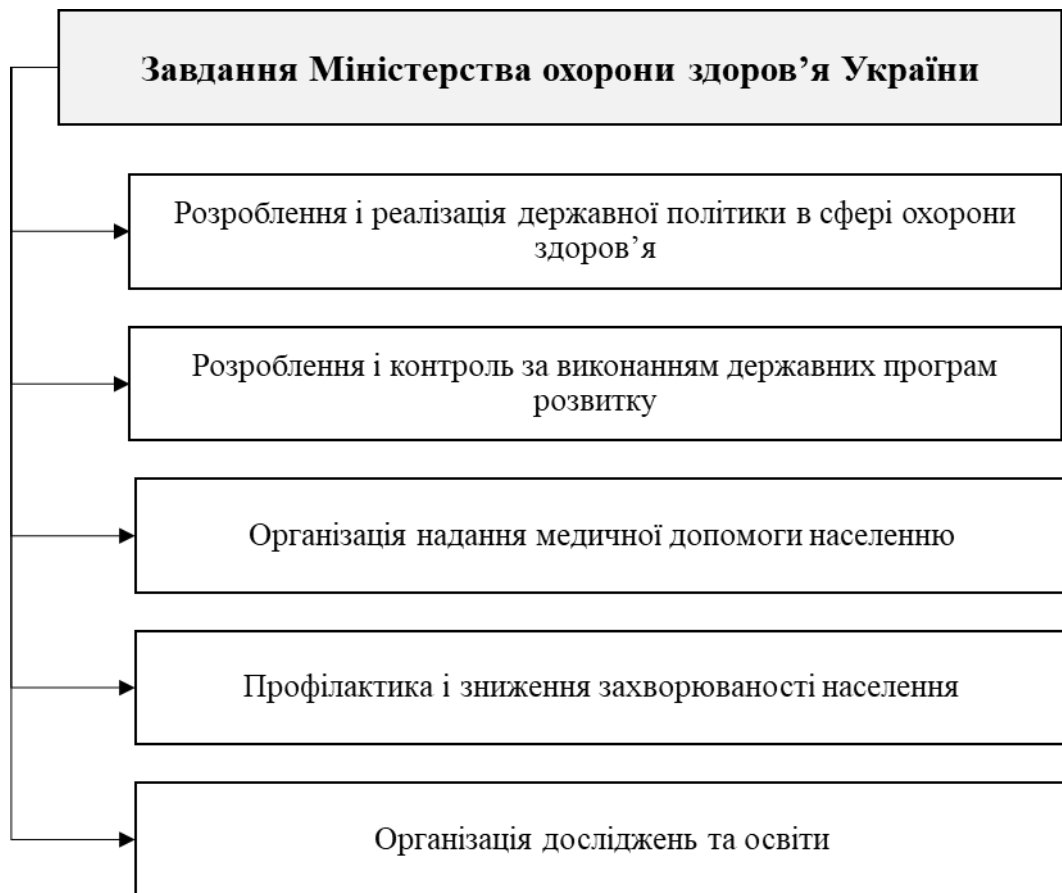 Завдання Міністерства охорони здоров’я України
Розроблення і реалізація державної політики в сфері охорони
здоров’я
Розроблення і контроль за виконанням державних програм
розвитку
Організація надання медичної допомоги населенню
Профілактика і зниження захворюваності населення
Організація досліджень та освіти